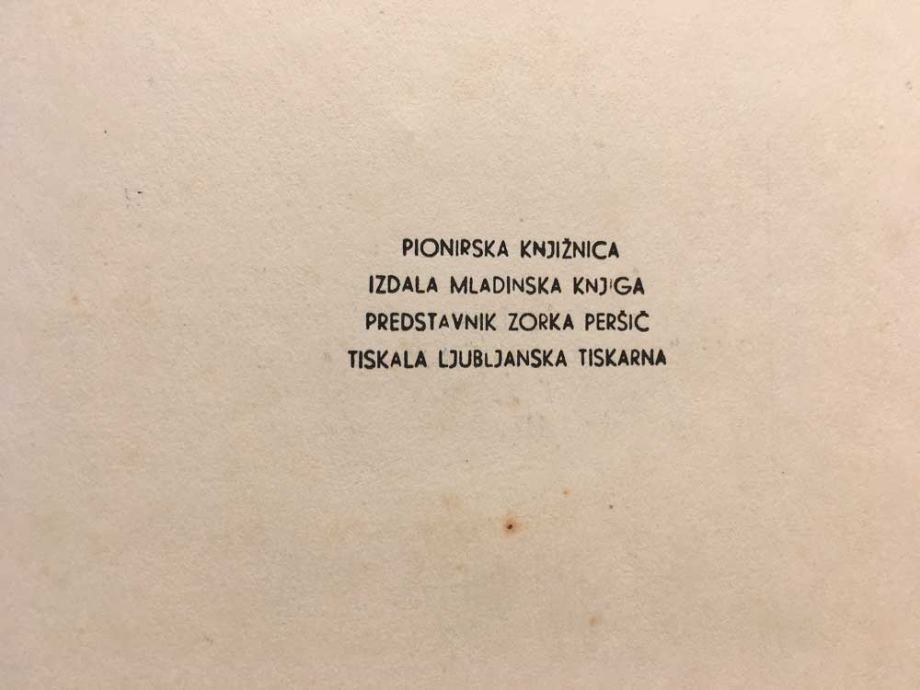 PIONIRSKA KNJIŽNICA
IZDALA MLADINSKA KNJIGA
PREDSTAVNIK ZORKA PERŠIČ
TISKALA LJUBLJANSKA TISKARNA